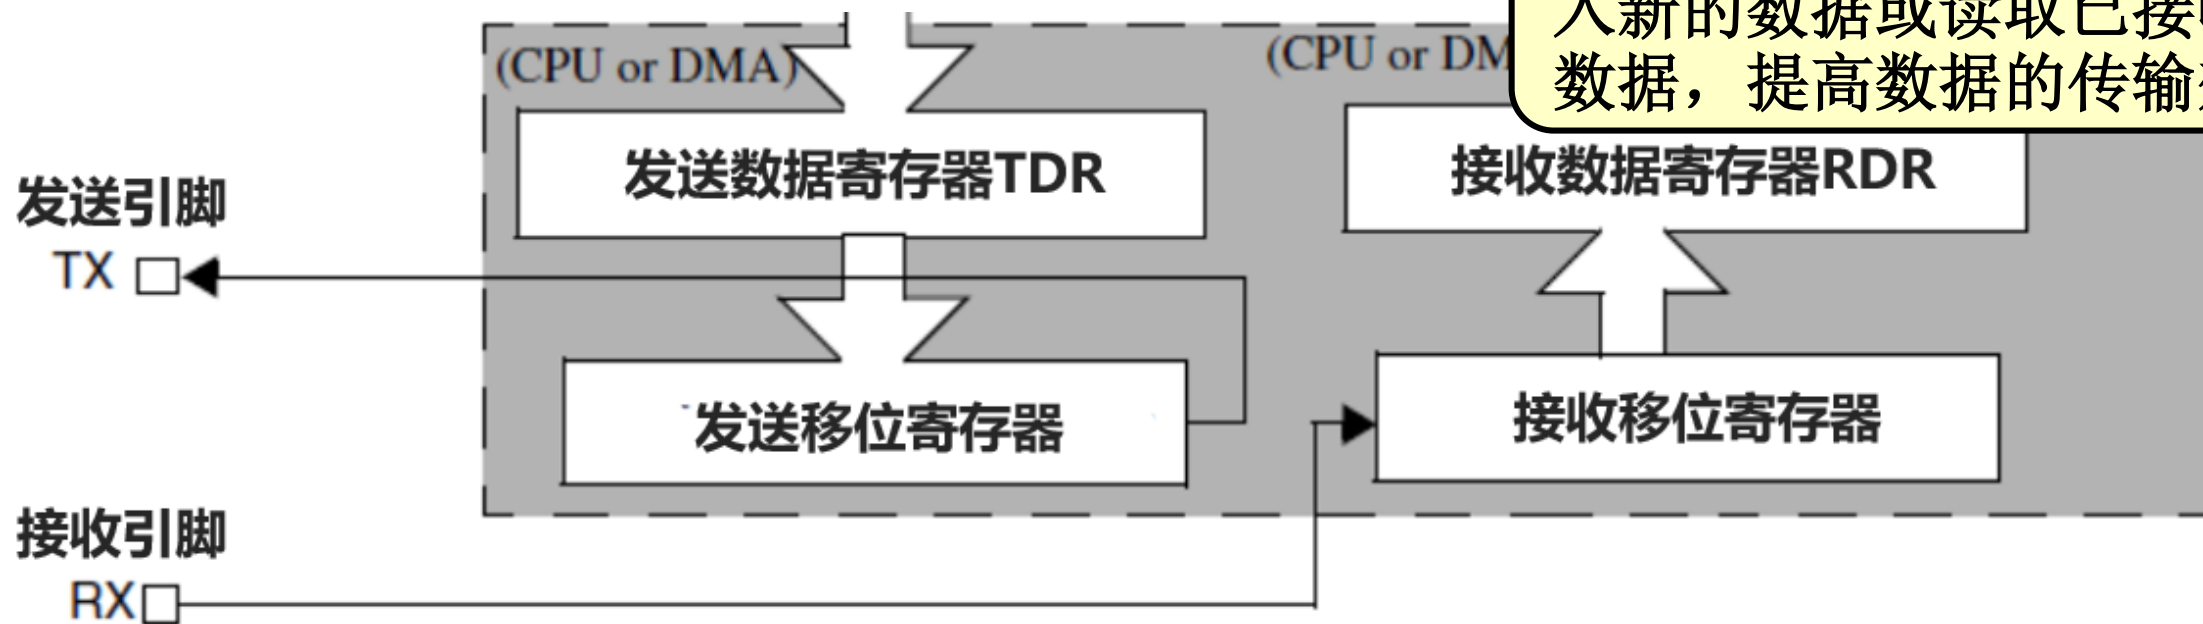 入新的数据或读取已接
数据，提高数据的传输
(CPU or DMA)
(CPU or DM
发送数据寄存器TDR
接收数据寄存器RDR
发送引脚
TX
发送移位寄存器
接收移位寄存器
接收引脚
RX